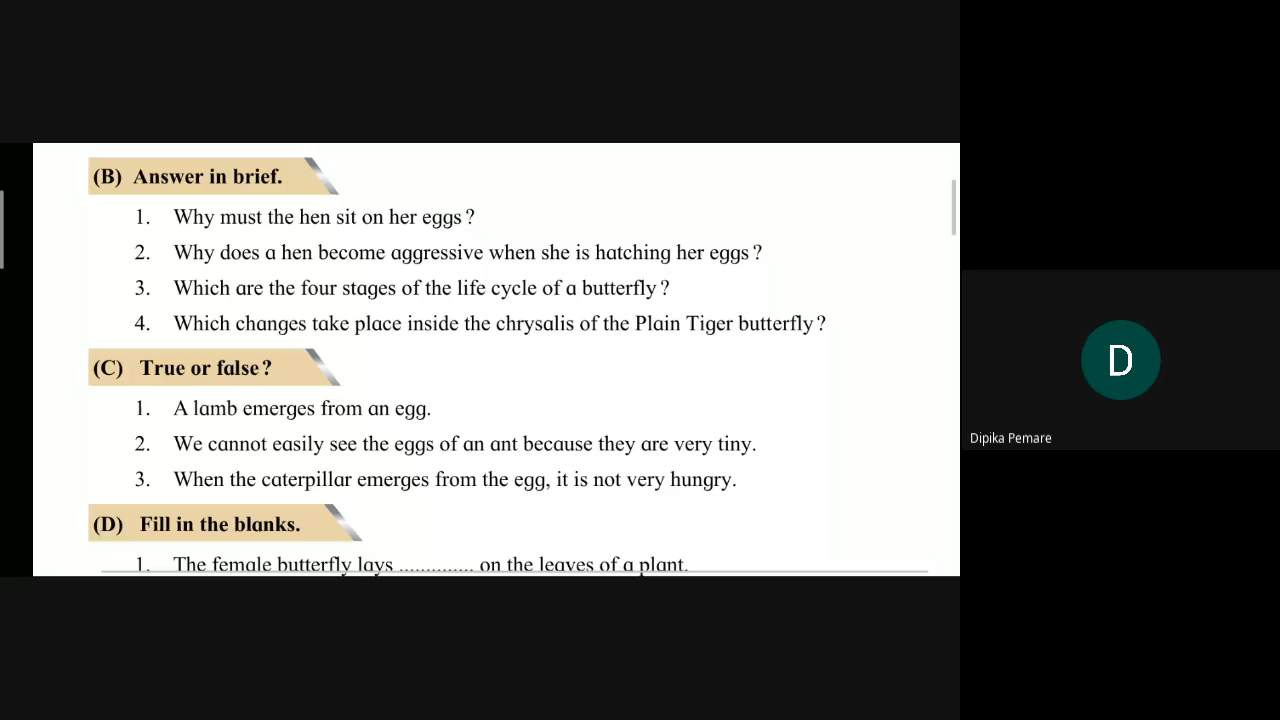 (B) Answer in brief.
1. Why must the hen sit on her eggs ?
2. Why does a hen become aggressive when she is hatching her eggs ?
3. Which are the four stages of the life cycle of a butterfly ?
4. Which changes take place inside the chrysalis of the Plain Tiger butterfly ?
(C) True or false ?
1. A lamb emerges from an egg.
2. We cannot easily see the eggs of an ant because they are very tiny.
3. When the caterpillar emerges from the egg, it is not very hungry.
(D) Fill in the blanks.
1. The female butterfly lays .............. on the leaves of a plant.
D
Dipika Pemare